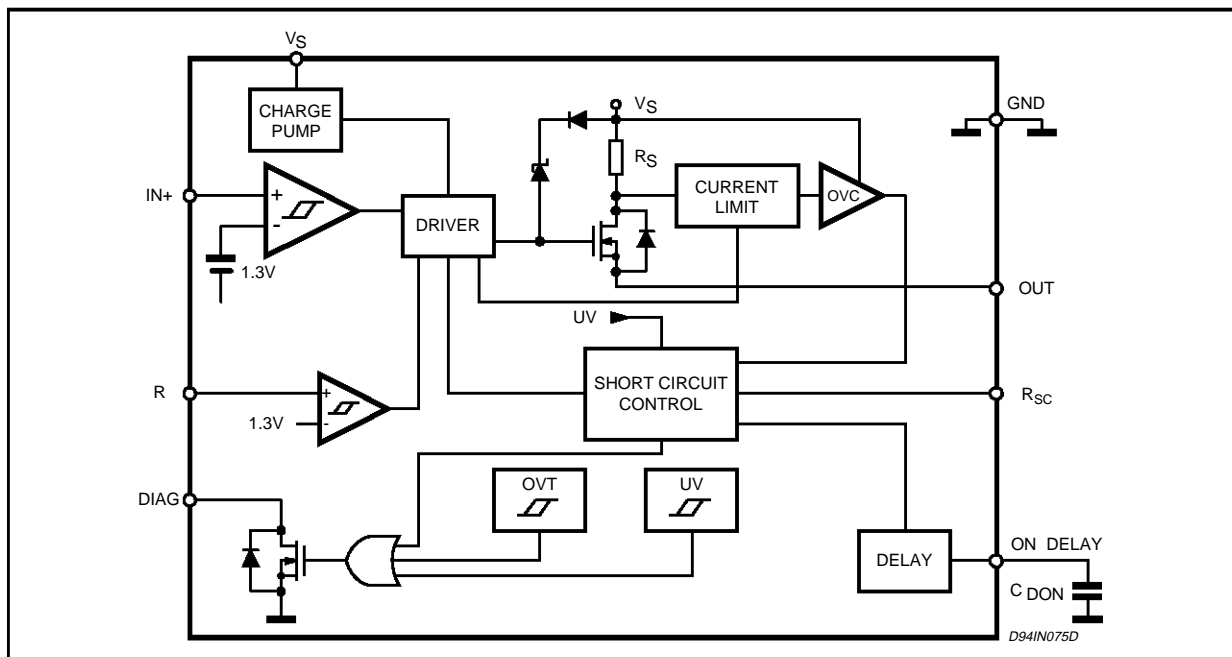 VS
CHARGE
PUMP
VS
GND
RS
IN+
+
-
1.3V
DRIVER
CURRENT
LIMIT
OVC
OUT
UV
R
+
-
1.3V
SHORT CIRCUIT
CONTROL
RSC
DIAG
OVT
UV
DELAY
ON DELAY
CDON
D94IN075D